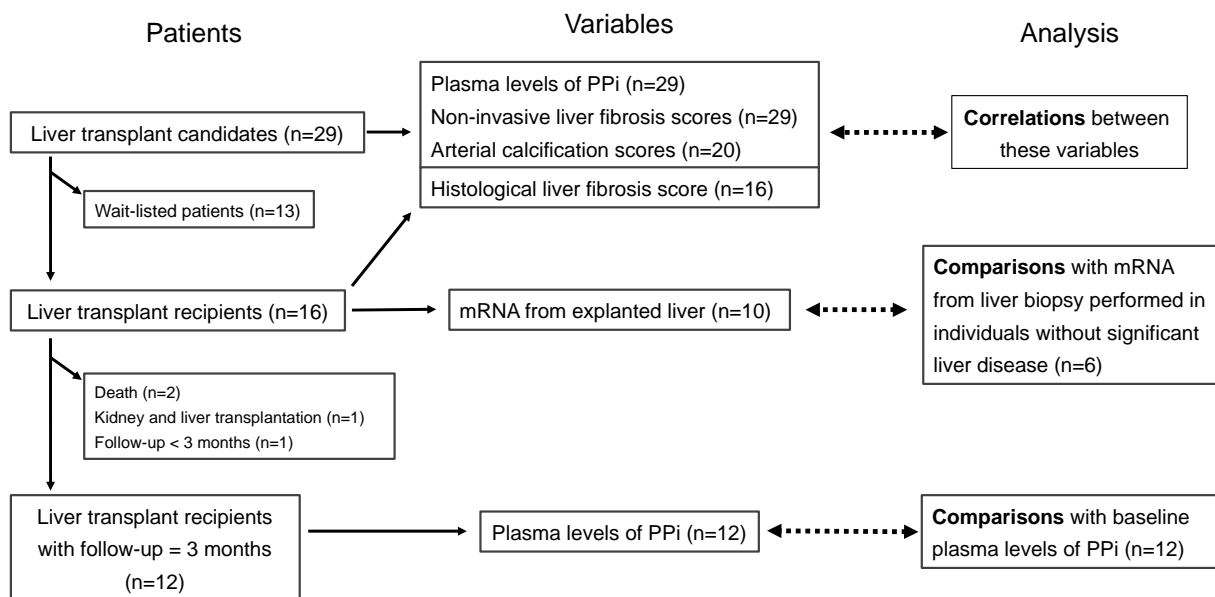 Patients
Variables
Analysis
Liver transplant candidates (n=29)
Plasma levels of PPi (n=29)
Non-invasive liver fibrosis scores (n=29)
Arterial calcification scores (n=20)
Histological liver fibrosis score (n=16)
Correlations between
these variables
Wait-listed patients (n=13)
Liver transplant recipients (n=16)
mRNA from explanted liver (n=10)
Comparisons with mRNA
from liver biopsy performed in
individuals without significant
liver disease (n=6)
Death (n=2)
Kidney and liver transplantation (n=1)
Follow-up < 3 months (n=1)
Liver transplant recipients
with follow-up = 3 months
(n=12)
Plasma levels of PPi (n=12)
Comparisons with baseline
plasma levels of PPi (n=12)